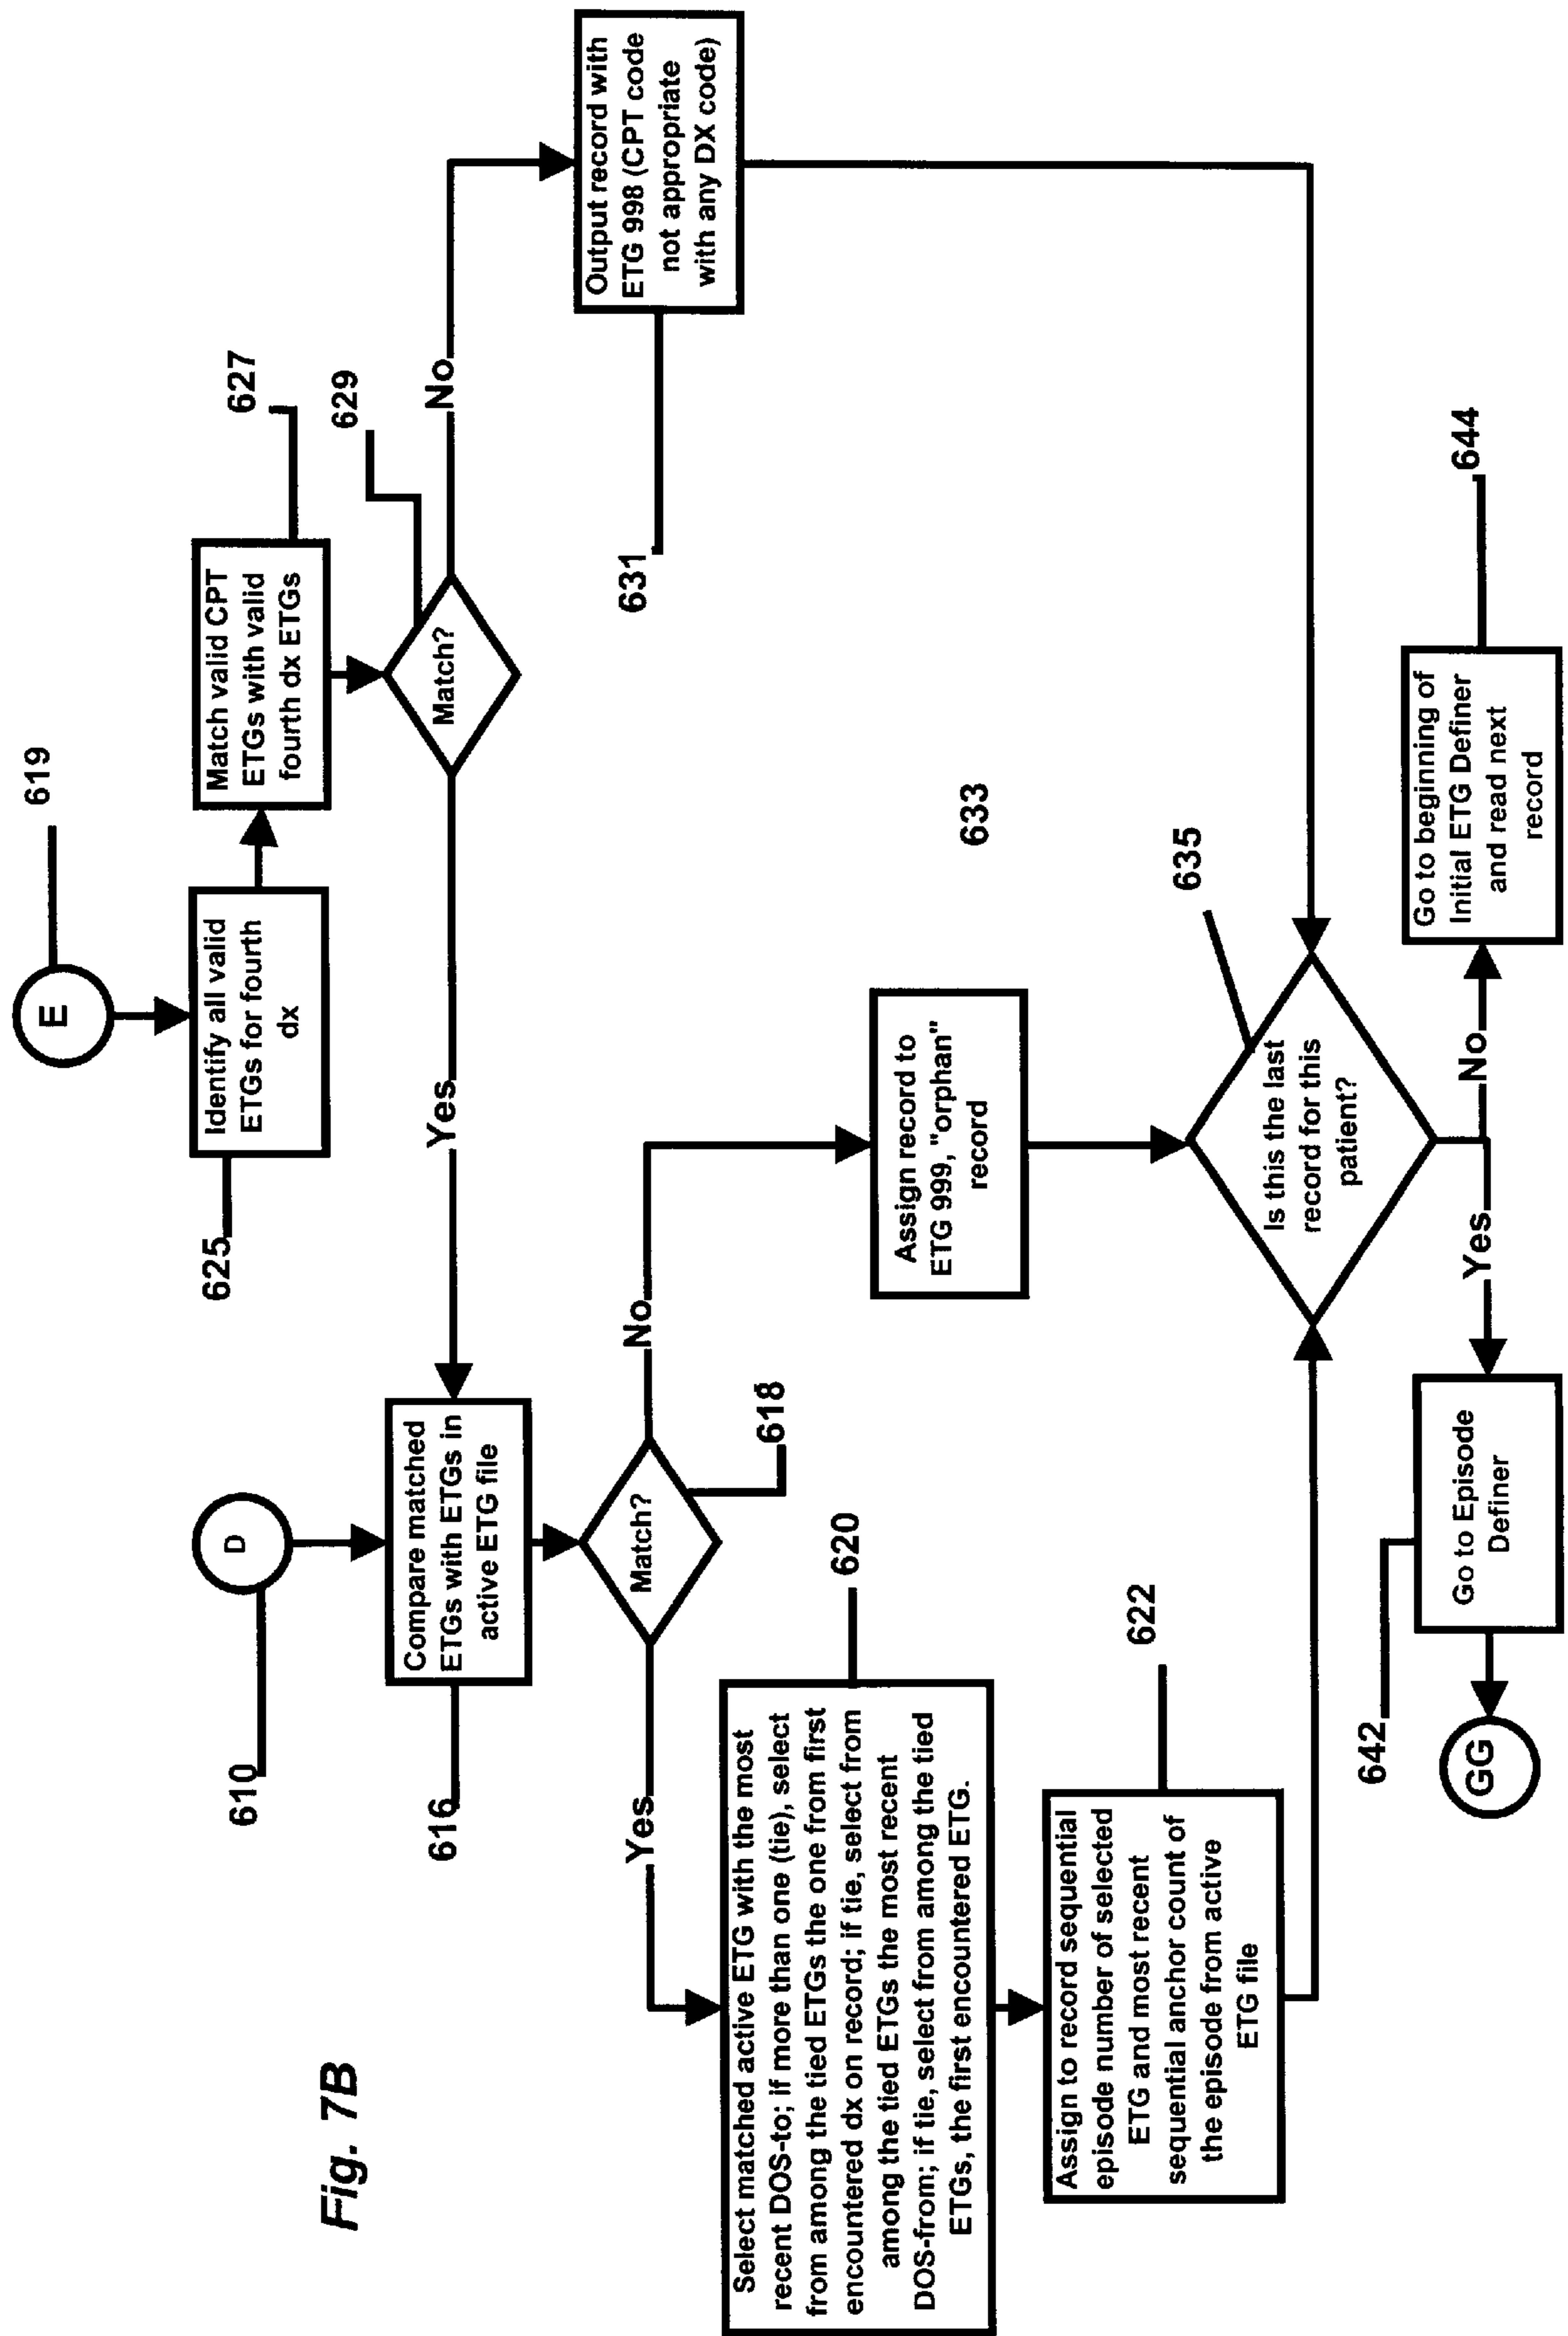 Fig. 7B
610
D
616
Compare matched
ETGs with ETGs in
active ETG file
Match?
618
Yes
No
620
Select matched active ETG with the most
recent DOS-to; if more than one (tie), select
from among the tied ETGs the one from first
encountered dx on record; if tie, select from
among the tied ETGs the most recent
DOS-from; if tie, select from among the tied
ETGs, the first encountered ETG.
622
Assign to record sequential
episode number of selected
ETG and most recent
sequential anchor count of
the episode from active
ETG file
E
619
625
Identify all valid
ETGs for fourth
dx
627
Match valid CPT
ETGs with valid
fourth dx ETGs
629
Match?
Yes
No
631
Output record with
ETG 998 (CPT code
not appropriate
with any DX code)
633
Assign record to
ETG 999, "orphan"
record
635
Is this the last
record for this
patient?
Yes
No
642
Go to Episode
Definer
GG
644
Go to beginning of
Initial ETG Definer
and read next
record